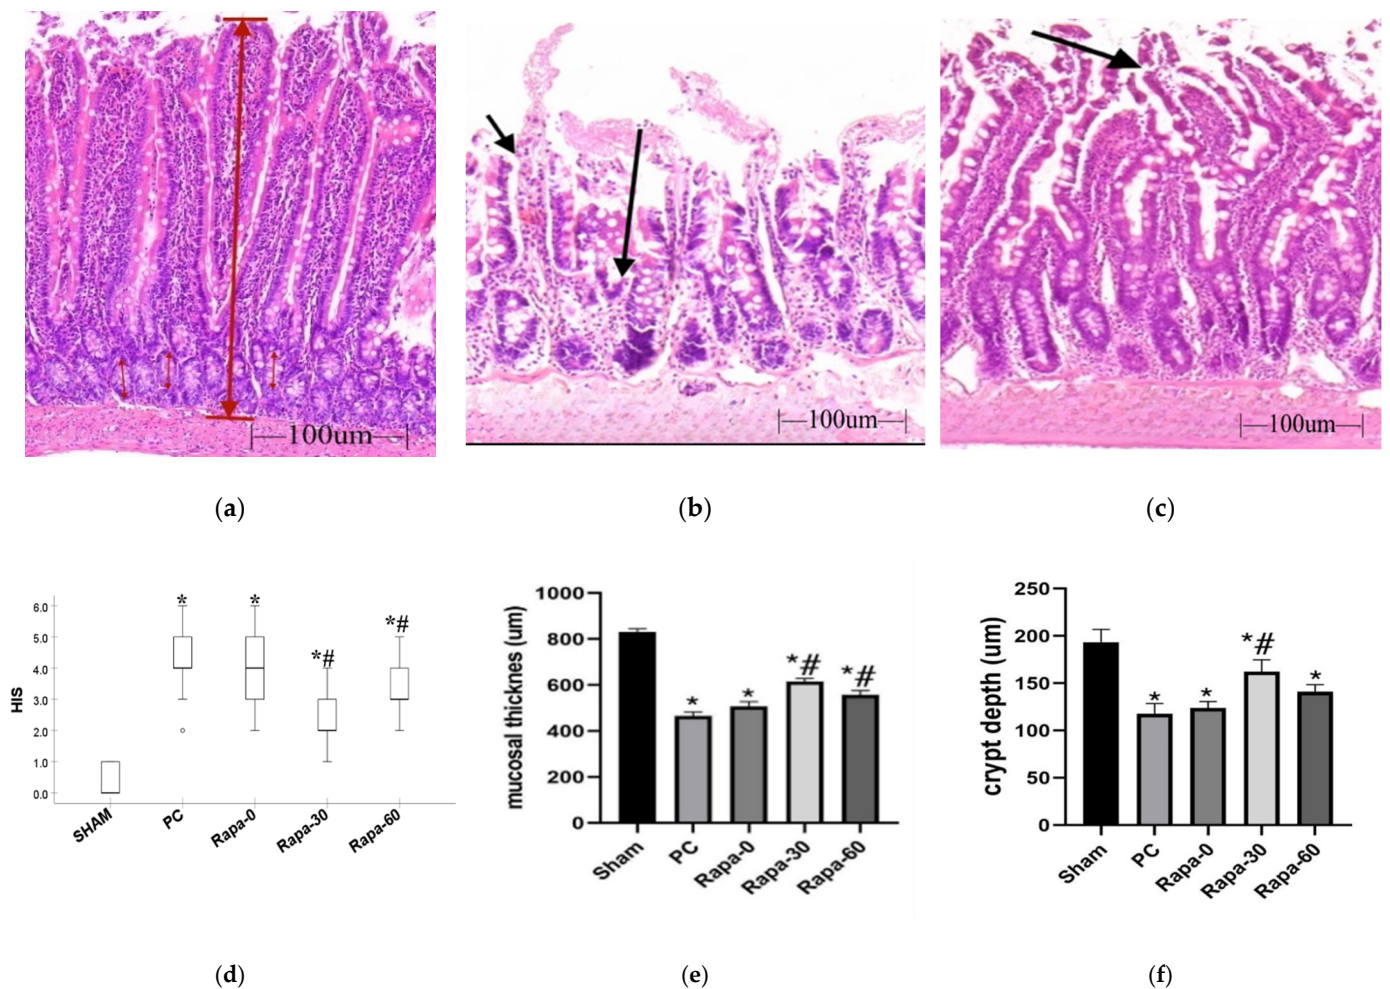 |—100um—|
|—100um—|
|—100um—|
(a)
(b)
(c)
HIS
6.0
5.0
4.0
3.0
2.0
1.0
0.0
*
*
*#
*#
SHAM
PC
Rapa-0
Rapa-30
Rapa-60
mucosal thicknes (um)
1000
800
600
400
200
0
*
*
*#
*#
Sham
PC
Rapa-0
Rapa-30
Rapa-60
crypt depth (um)
250
200
150
100
50
0
*
*
*#
*
Sham
PC
Rapa-0
Rapa-30
Rapa-60
(d)
(e)
(f)